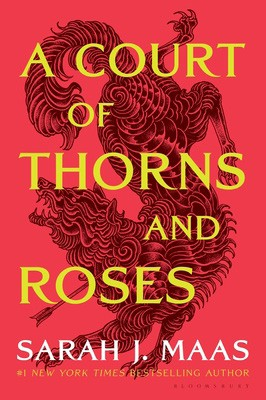 A COURT
OF
THORNS
AND
ROSES
SARAH J. MAAS
#1 NEW YORK TIMES BESTSELLING AUTHOR
BLOOMSBURY